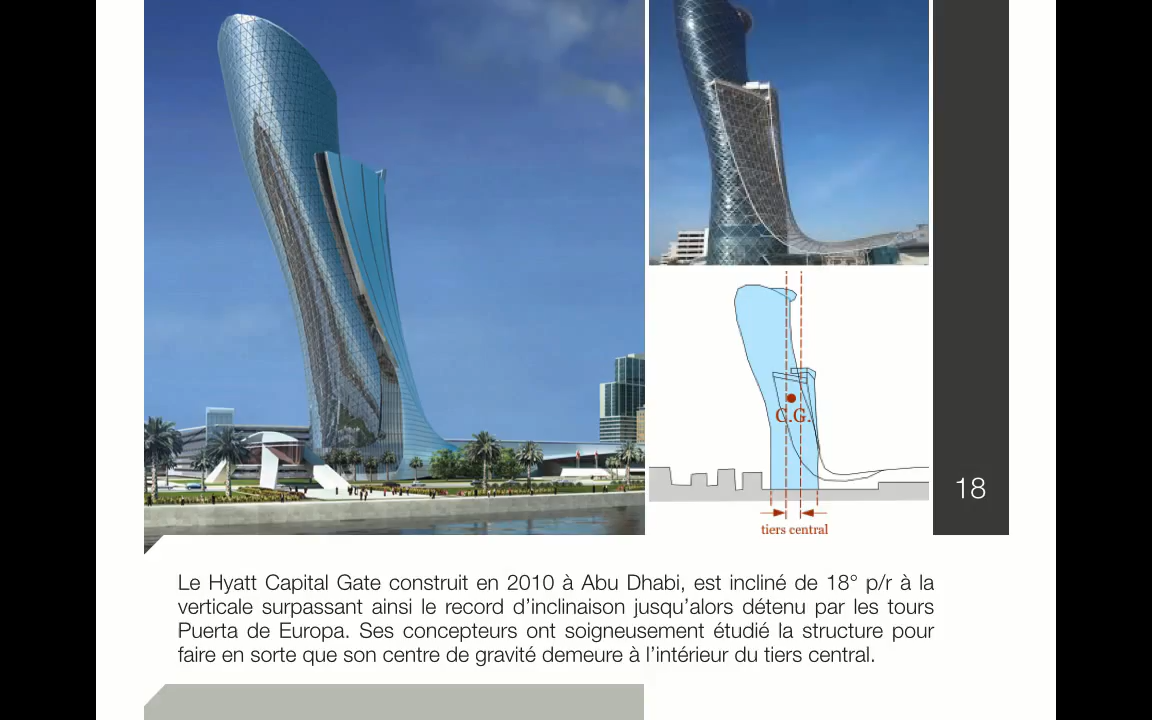 C.G.
18
tiers central
Le Hyatt Capital Gate construit en 2010 à Abu Dhabi, est incliné de 18° p/r à la
verticale surpassant ainsi le record d’inclinaison jusqu’alors détenu par les tours
Puerta de Europa. Ses concepteurs ont soigneusement étudié la structure pour
faire en sorte que son centre de gravité demeure à l’intérieur du tiers central.